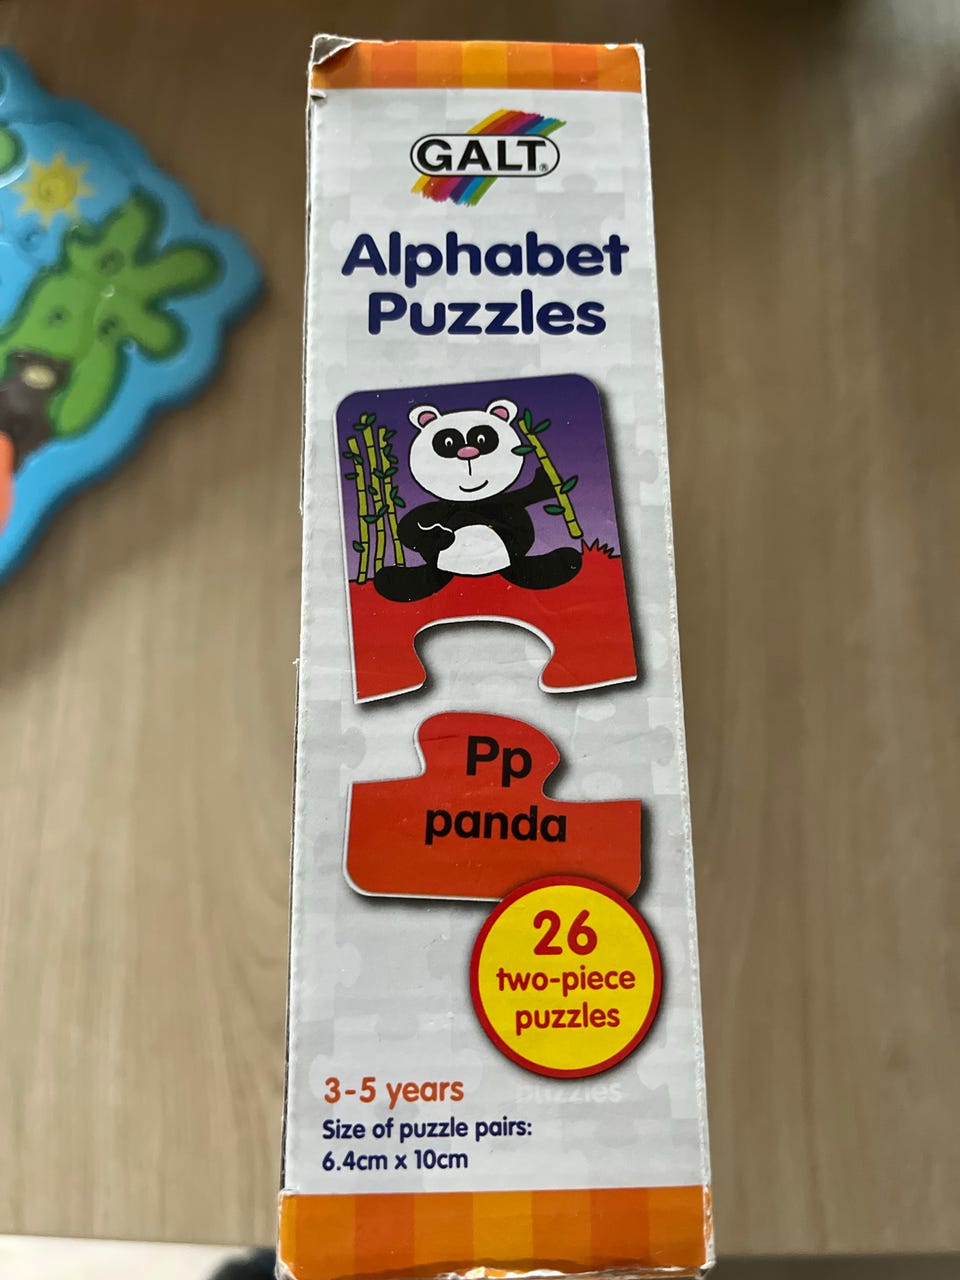 GALT®
Alphabet
Puzzles
Pp
panda
26
two-piece
puzzles
3-5 years
puzzles
Size of puzzle pairs:
6.4cm x 10cm